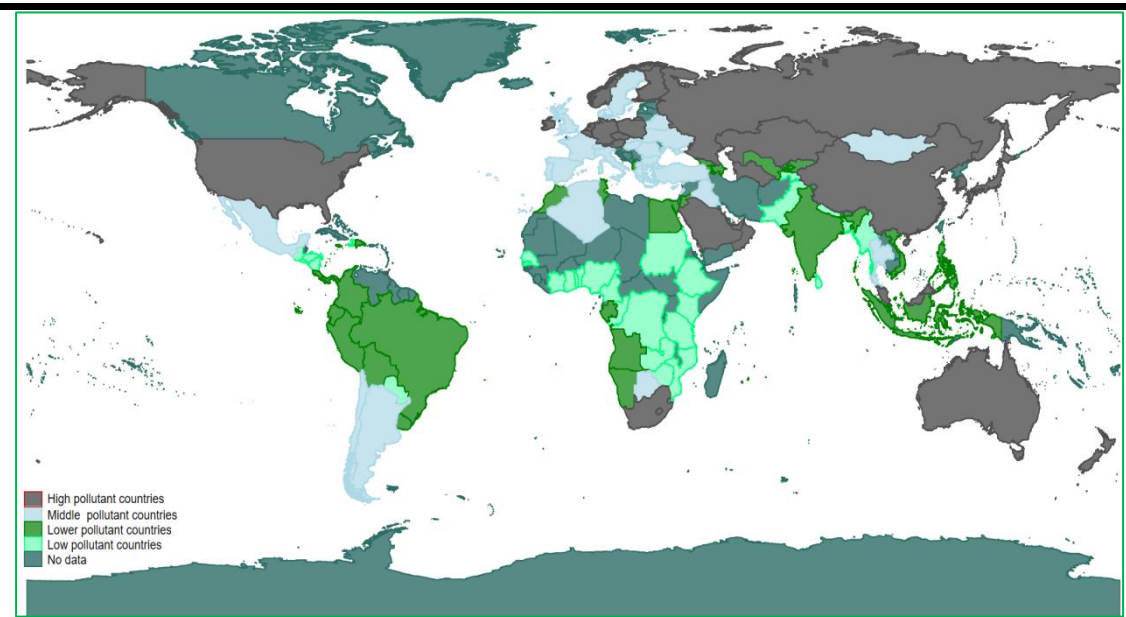 High pollutant countries
Middle pollutant countries
Lower pollutant countries
Low pollutant countries
No data